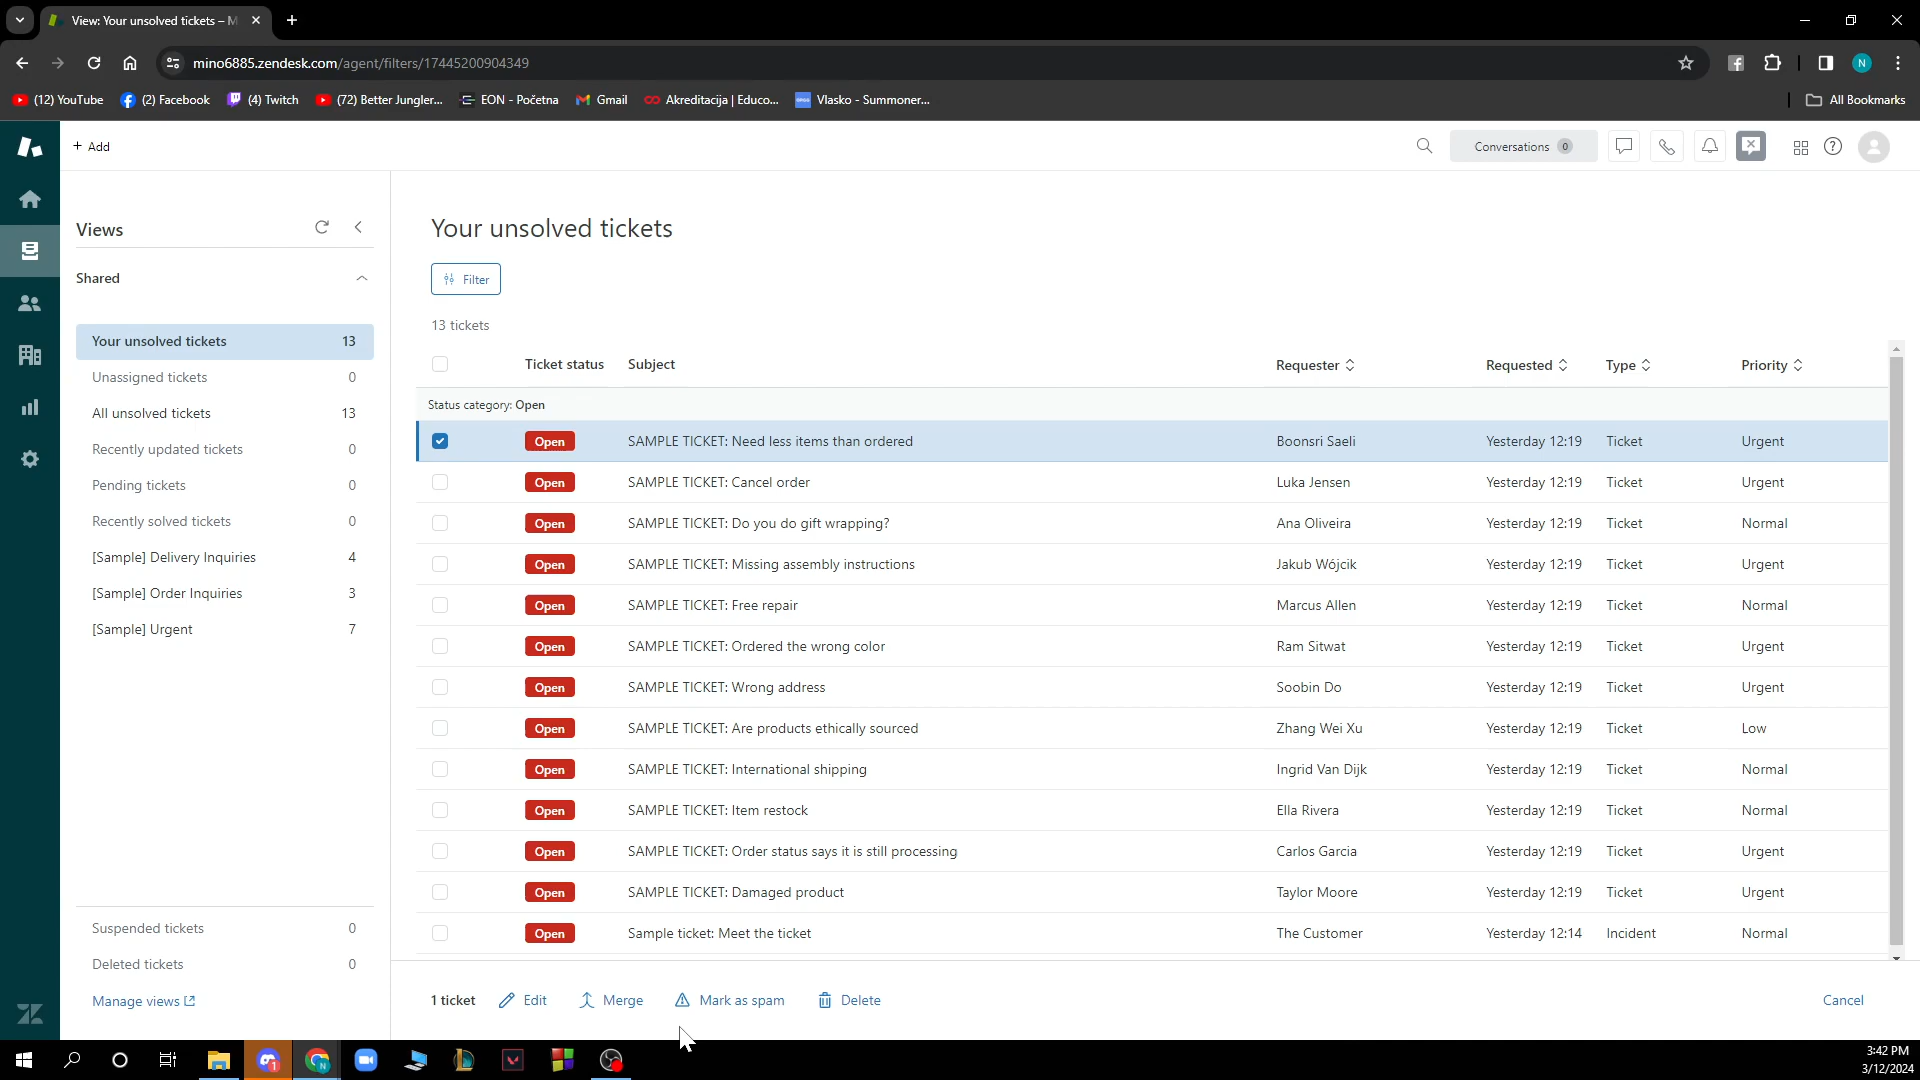 View: Your unsolved tickets – M
mino6885.zendesk.com/agent/filters/17445200904349
N
(12) YouTube
(2) Facebook
(4) Twitch
(72) Better Jungler...
EON - Početna
Gmail
Akreditacija | Educo...
Vlasko - Summoner...
All Bookmarks
+ Add
Conversations 0
Views
Shared
Your unsolved tickets 13
Unassigned tickets 0
All unsolved tickets 13
Recently updated tickets 0
Pending tickets 0
Recently solved tickets 0
[Sample] Delivery Inquiries 4
[Sample] Order Inquiries 3
[Sample] Urgent 7
Suspended tickets 0
Deleted tickets 0
Manage views
Your unsolved tickets
Filter
13 tickets
Ticket status Subject Requester Requested Type Priority
Status category: Open
Open SAMPLE TICKET: Need less items than ordered Boonsri Saeli Yesterday 12:19 Ticket Urgent
Open SAMPLE TICKET: Cancel order Luka Jensen Yesterday 12:19 Ticket Urgent
Open SAMPLE TICKET: Do you do gift wrapping? Ana Oliveira Yesterday 12:19 Ticket Normal
Open SAMPLE TICKET: Missing assembly instructions Jakub Wójcik Yesterday 12:19 Ticket Urgent
Open SAMPLE TICKET: Free repair Marcus Allen Yesterday 12:19 Ticket Normal
Open SAMPLE TICKET: Ordered the wrong color Ram Sitwat Yesterday 12:19 Ticket Urgent
Open SAMPLE TICKET: Wrong address Soobin Do Yesterday 12:19 Ticket Urgent
Open SAMPLE TICKET: Are products ethically sourced Zhang Wei Xu Yesterday 12:19 Ticket Low
Open SAMPLE TICKET: International shipping Ingrid Van Dijk Yesterday 12:19 Ticket Normal
Open SAMPLE TICKET: Item restock Ella Rivera Yesterday 12:19 Ticket Normal
Open SAMPLE TICKET: Order status says it is still processing Carlos Garcia Yesterday 12:19 Ticket Urgent
Open SAMPLE TICKET: Damaged product Taylor Moore Yesterday 12:19 Ticket Urgent
Open Sample ticket: Meet the ticket The Customer Yesterday 12:14 Incident Normal
1 ticket Edit Merge Mark as spam Delete Cancel
3:42 PM
3/12/2024